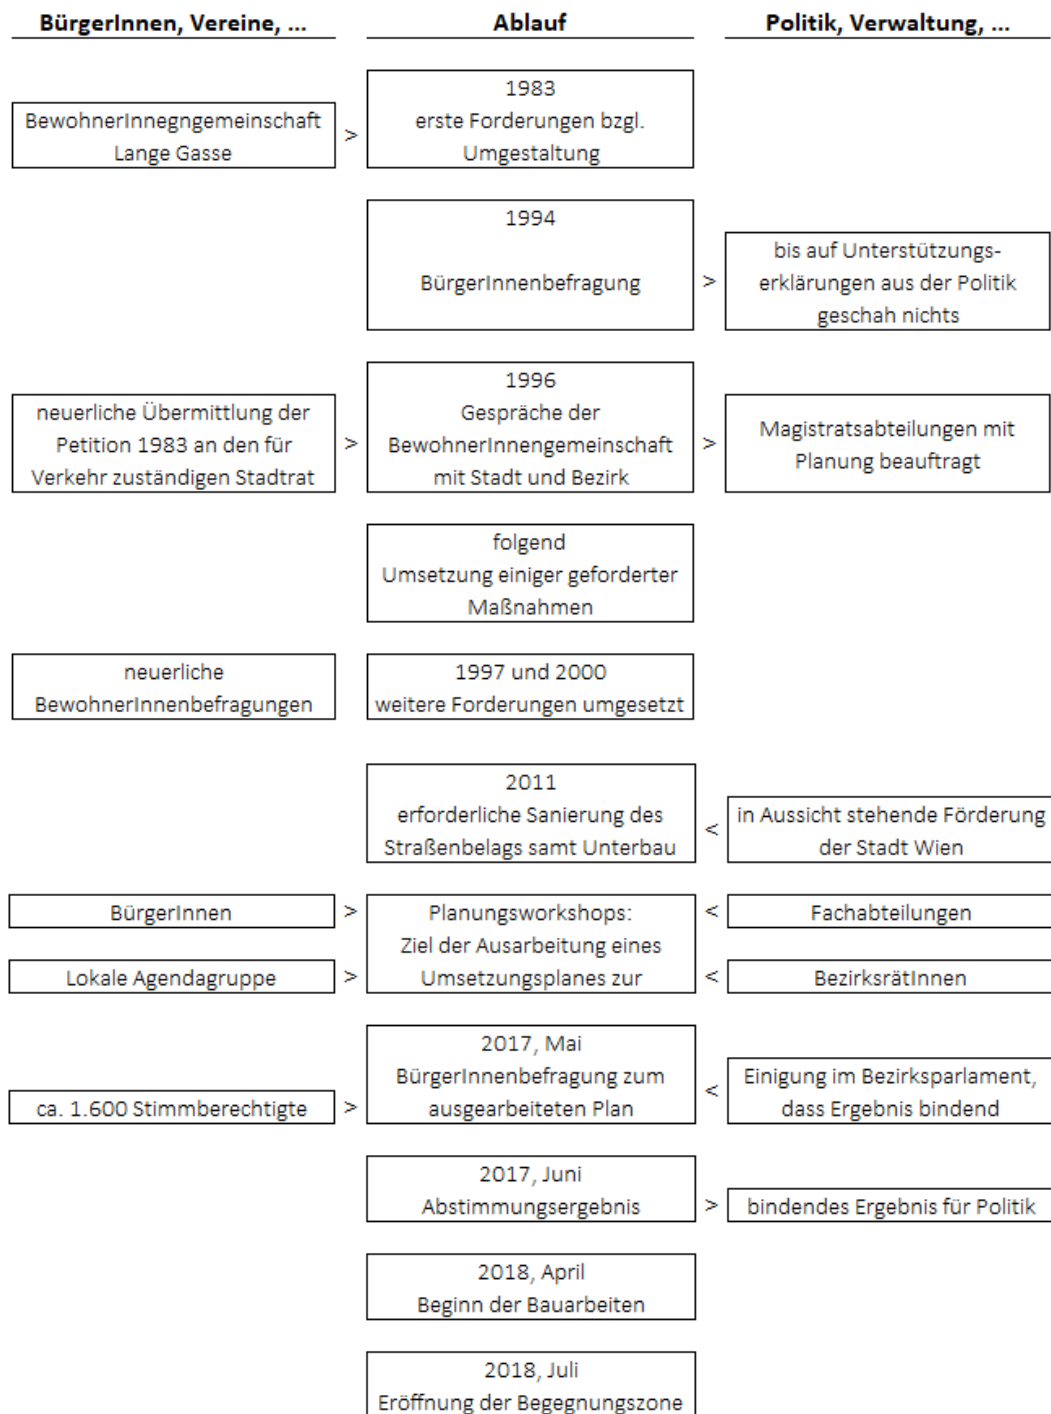 BürgerInnen, Vereine, ...
Ablauf
Politik, Verwaltung, ...
BewohnerInnegngemeinschaft
Lange Gasse
>
1983
erste Forderungen bzgl.
Umgestaltung
1994
BürgerInnenbefragung
>
bis auf Unterstützungs-
erklärungen aus der Politik
geschah nichts
neuerliche Übermittlung der
Petition 1983 an den für
Verkehr zuständigen Stadtrat
>
1996
Gespräche der
BewohnerInnengemeinschaft
mit Stadt und Bezirk
>
Magistratsabteilungen mit
Planung beauftragt
folgend
Umsetzung einiger geforderter
Maßnahmen
neuerliche
BewohnerInnenbefragungen
1997 und 2000
weitere Forderungen umgesetzt
2011
erforderliche Sanierung des
Straßenbelags samt Unterbau
<
in Aussicht stehende Förderung
der Stadt Wien
BürgerInnen
>
Lokale Agendagruppe
>
Planungsworkshops:
Ziel der Ausarbeitung eines
Umsetzungsplanes zur
<
Fachabteilungen
<
BezirksrätInnen
ca. 1.600 Stimmberechtigte
>
2017, Mai
BürgerInnenbefragung zum
ausgearbeiteten Plan
<
Einigung im Bezirksparlament,
dass Ergebnis bindend
2017, Juni
Abstimmungsergebnis
>
bindendes Ergebnis für Politik
2018, April
Beginn der Bauarbeiten
2018, Juli
Eröffnung der Begegnungszone